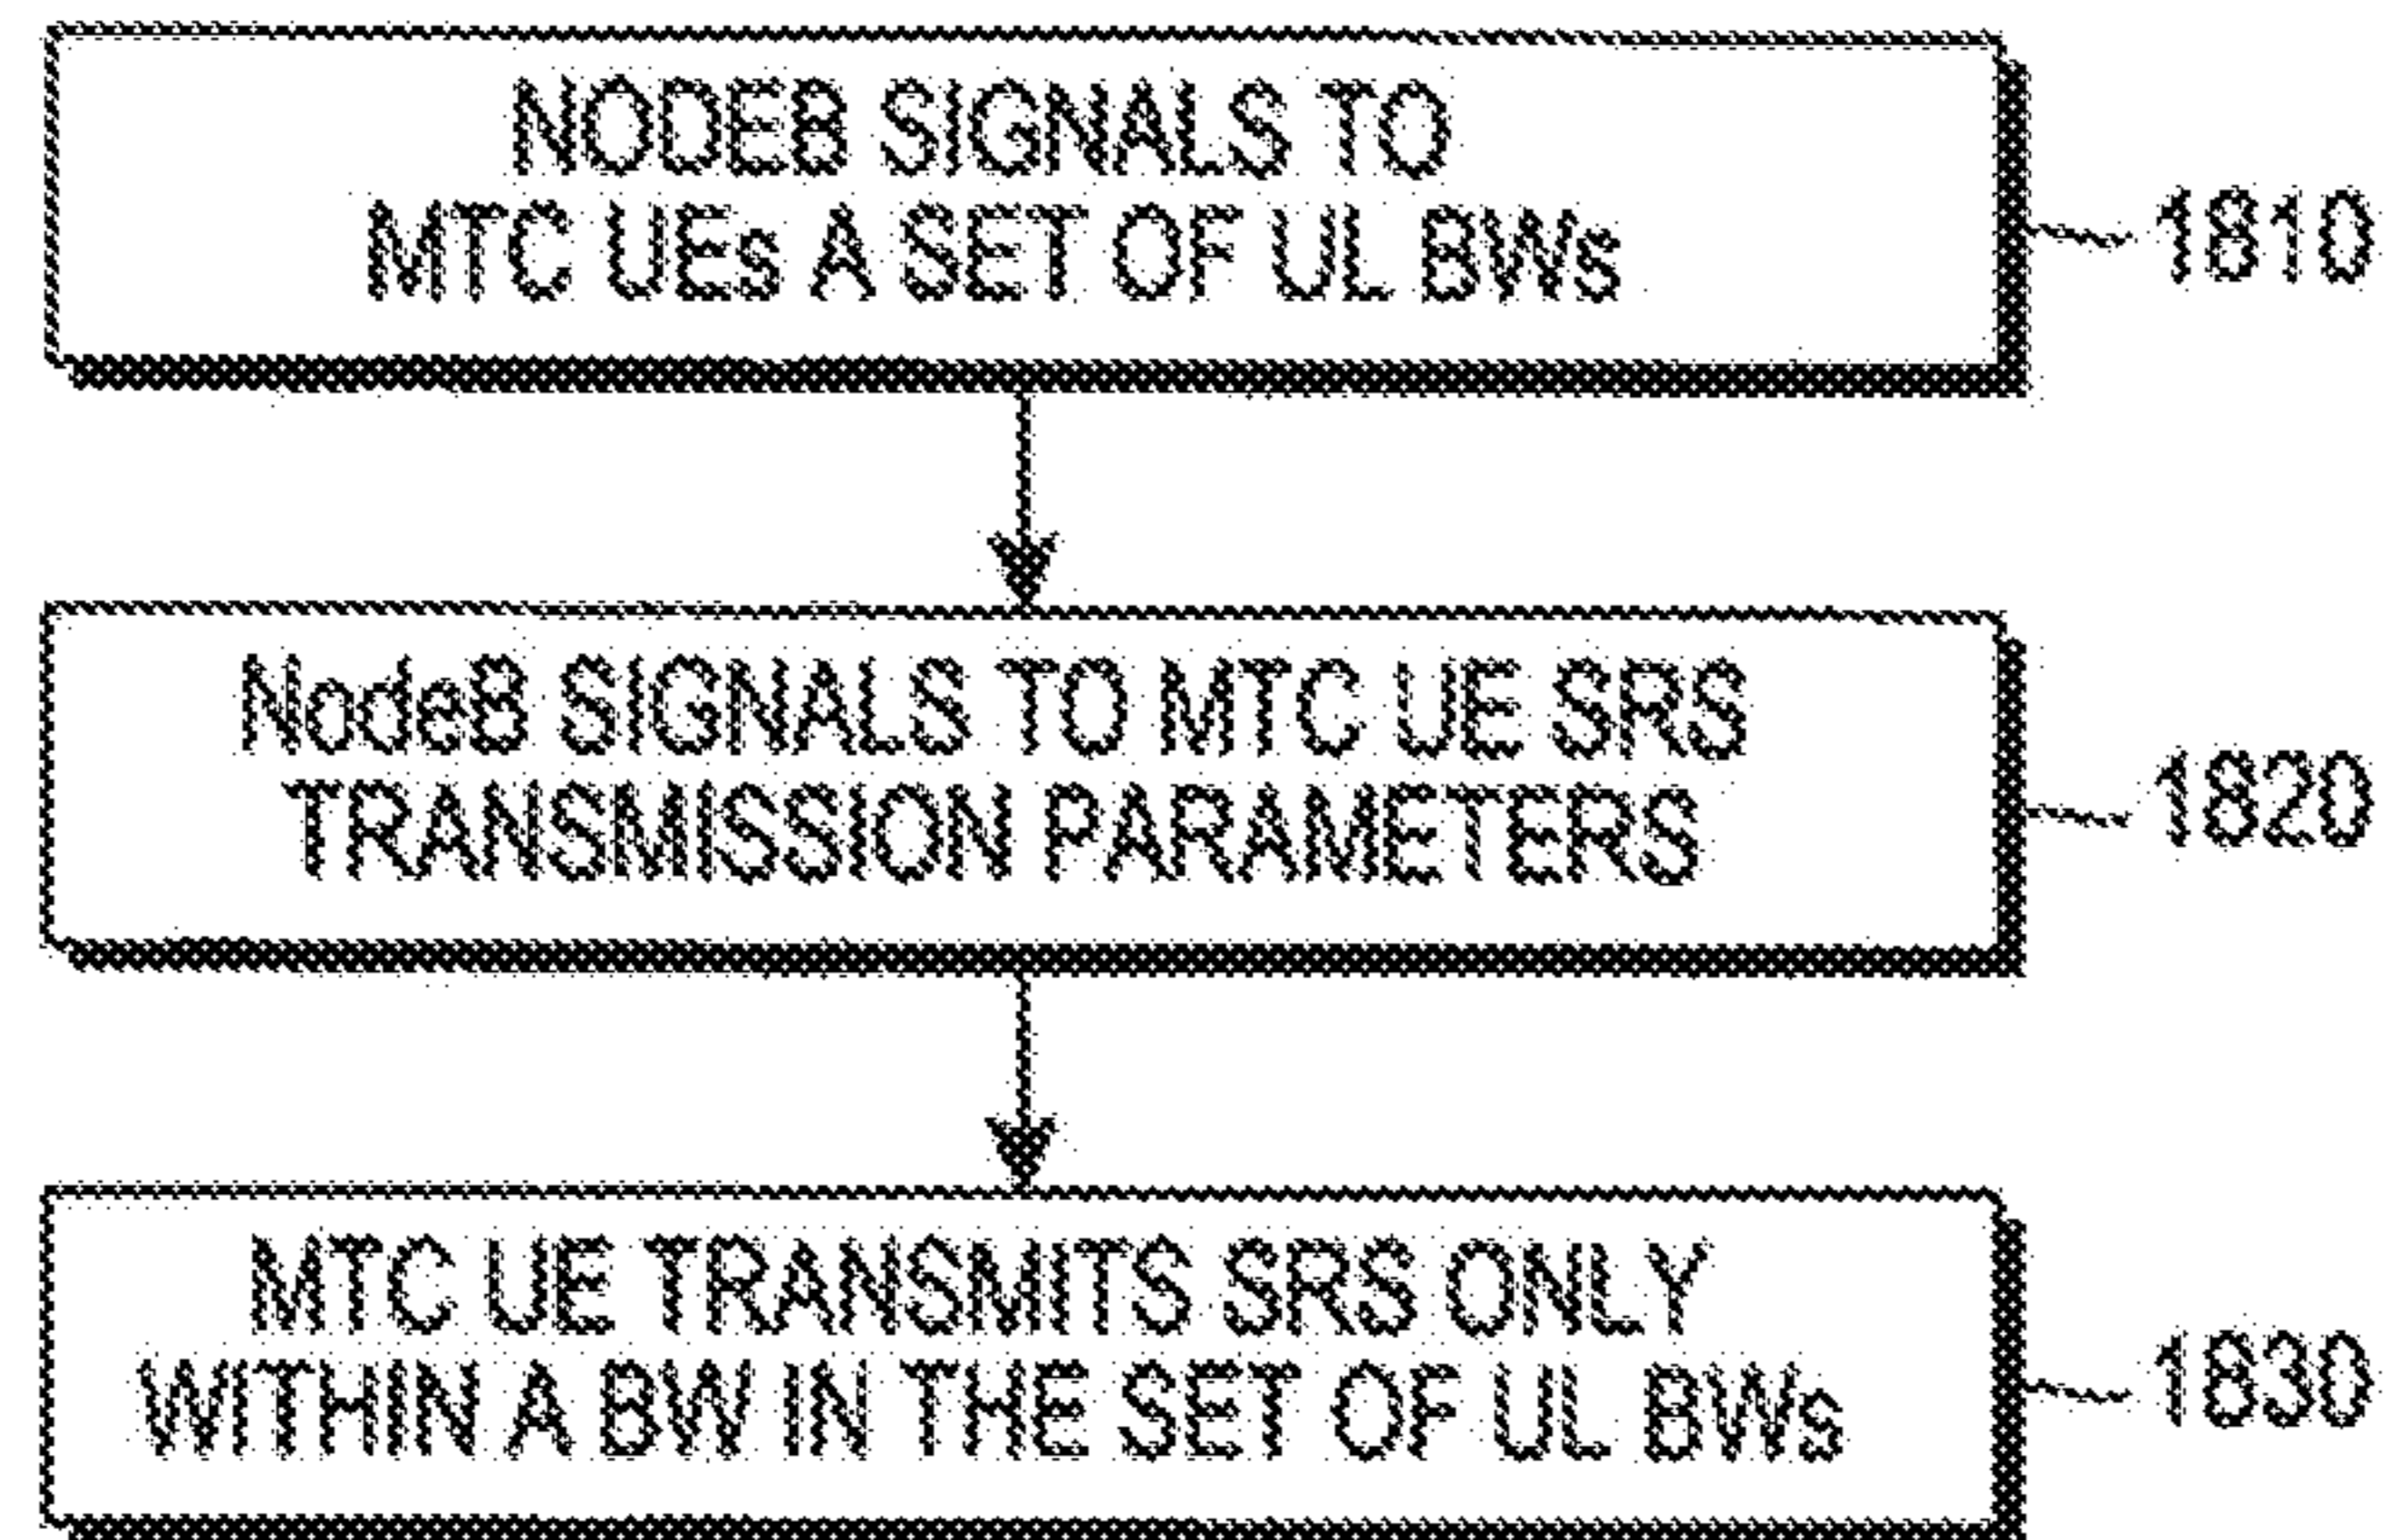 NODEB SIGNALS TO
MTC UEs A SET OF UL BWs
1810
NodeB SIGNALS TO MTC UE SRS
TRANSMISSION PARAMETERS
1820
MTC UE TRANSMITS SRS ONLY
WITHIN A BW IN THE SET OF UL BWs
1830